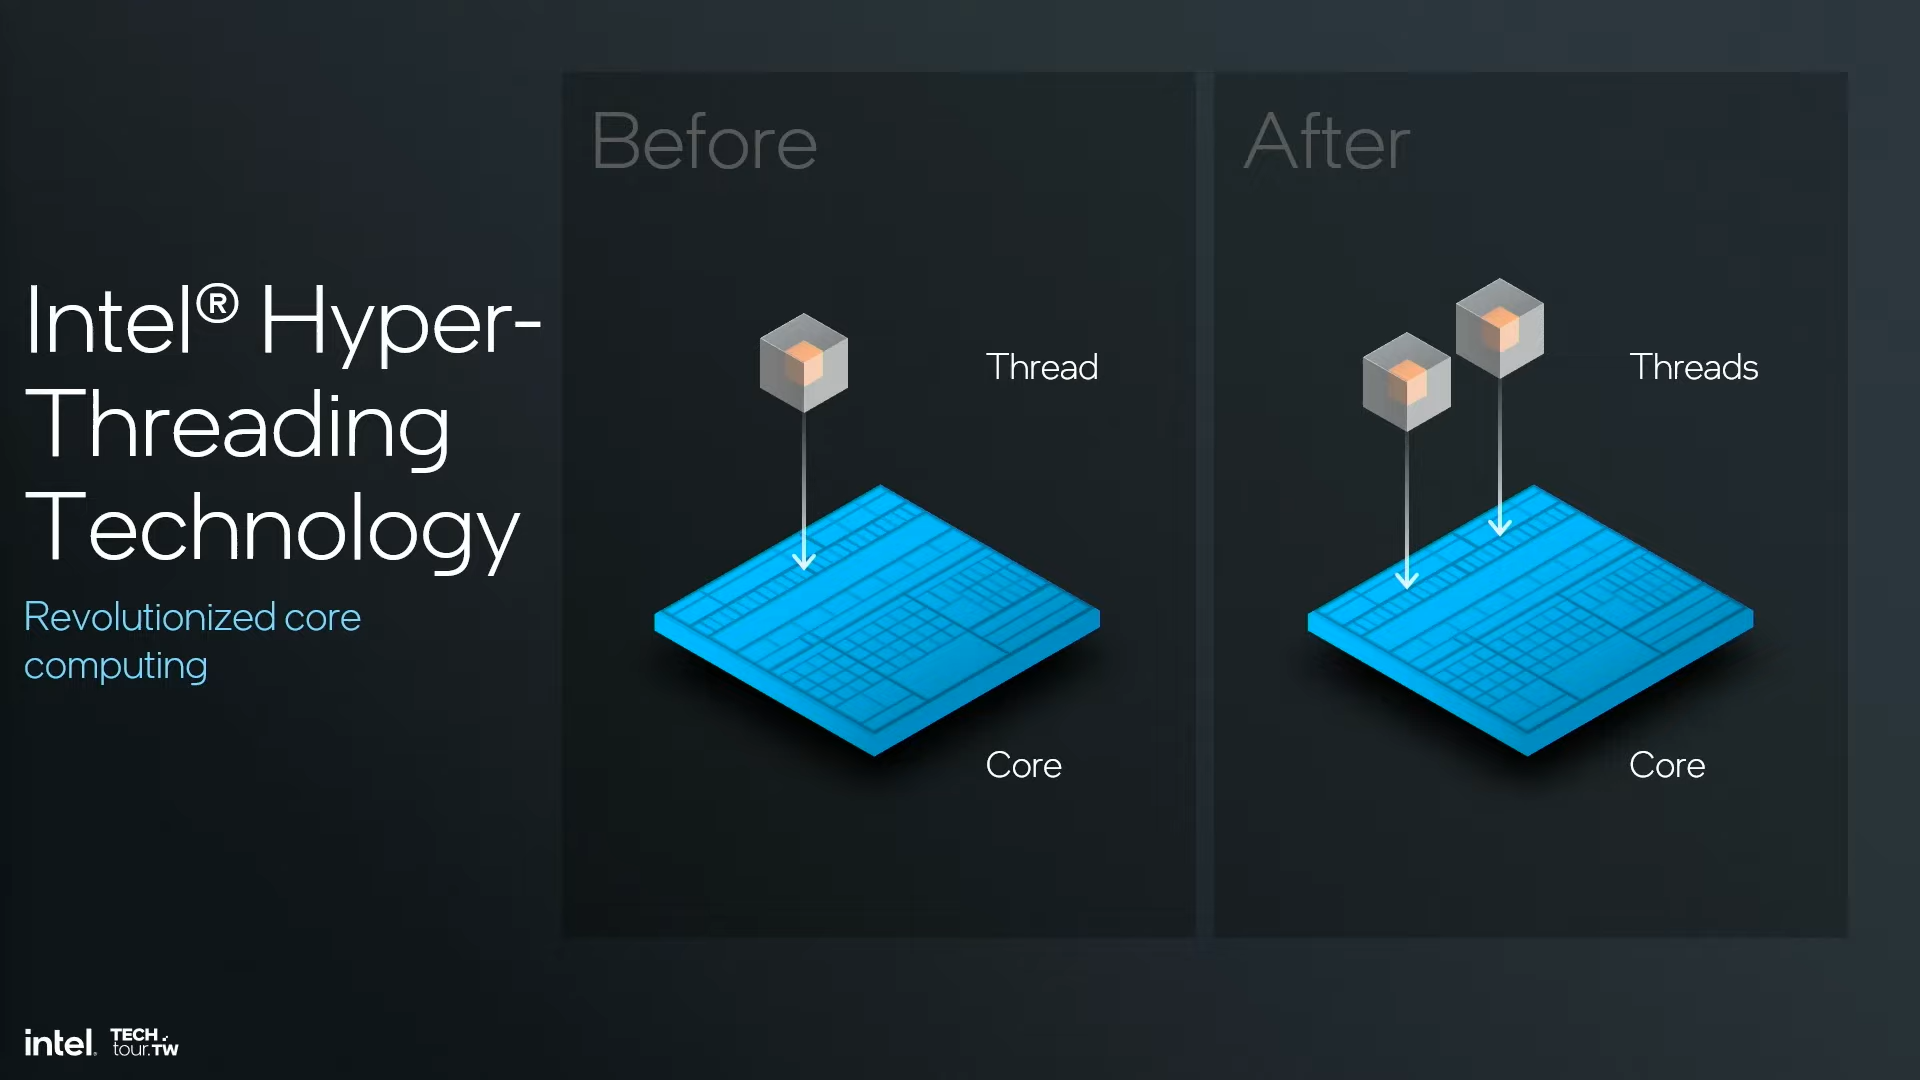 Intel® Hyper-
Threading
Technology
Revolutionized core
computing
Before
Thread
Core
After
Threads
Core
intel.
TECH
tour.TW